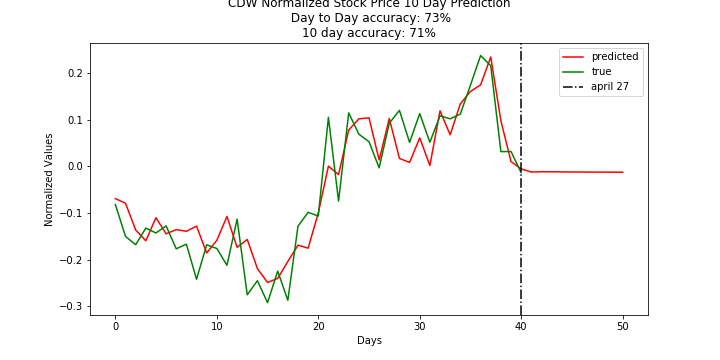 CDW Normalized Stock Price 10 Day Prediction
Day to Day accuracy: 73%
10 day accuracy: 71%
predicted
true
april 27
Normalized Values
0.2
0.1
0.0
−0.1
−0.2
−0.3
0
10
20
30
40
50
Days